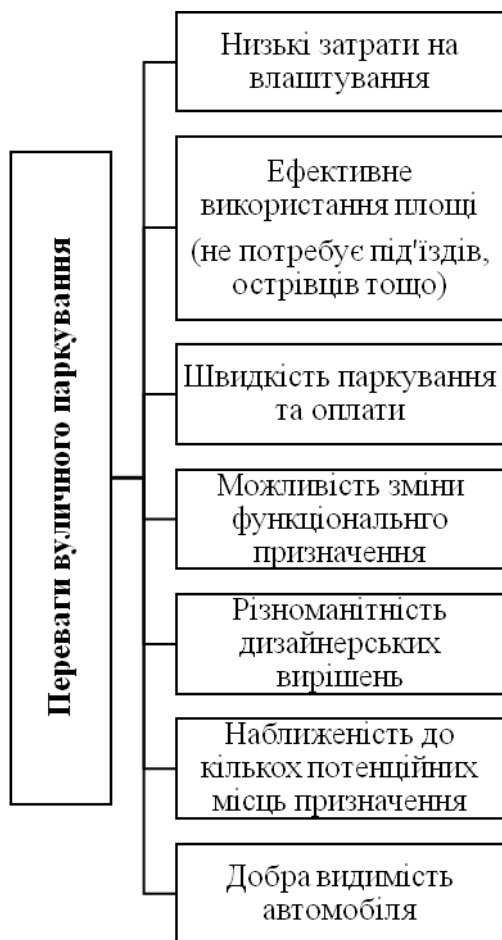 Переваги вуличного паркування
Низькі затрати на
влаштування
Ефективне
використання площі
(не потребує під'їздів,
острівців тощо)
Швидкість паркування
та оплати
Можливість зміни
функціональнго
призначення
Різноманітність
дизайнерських
вирішень
Наближеність до
кількох потенційних
місць призначення
Добра видимість
автомобіля